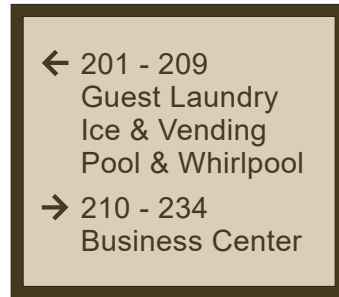 ← 201 - 209
Guest Laundry
Ice & Vending
Pool & Whirlpool
→ 210 - 234
Business Center